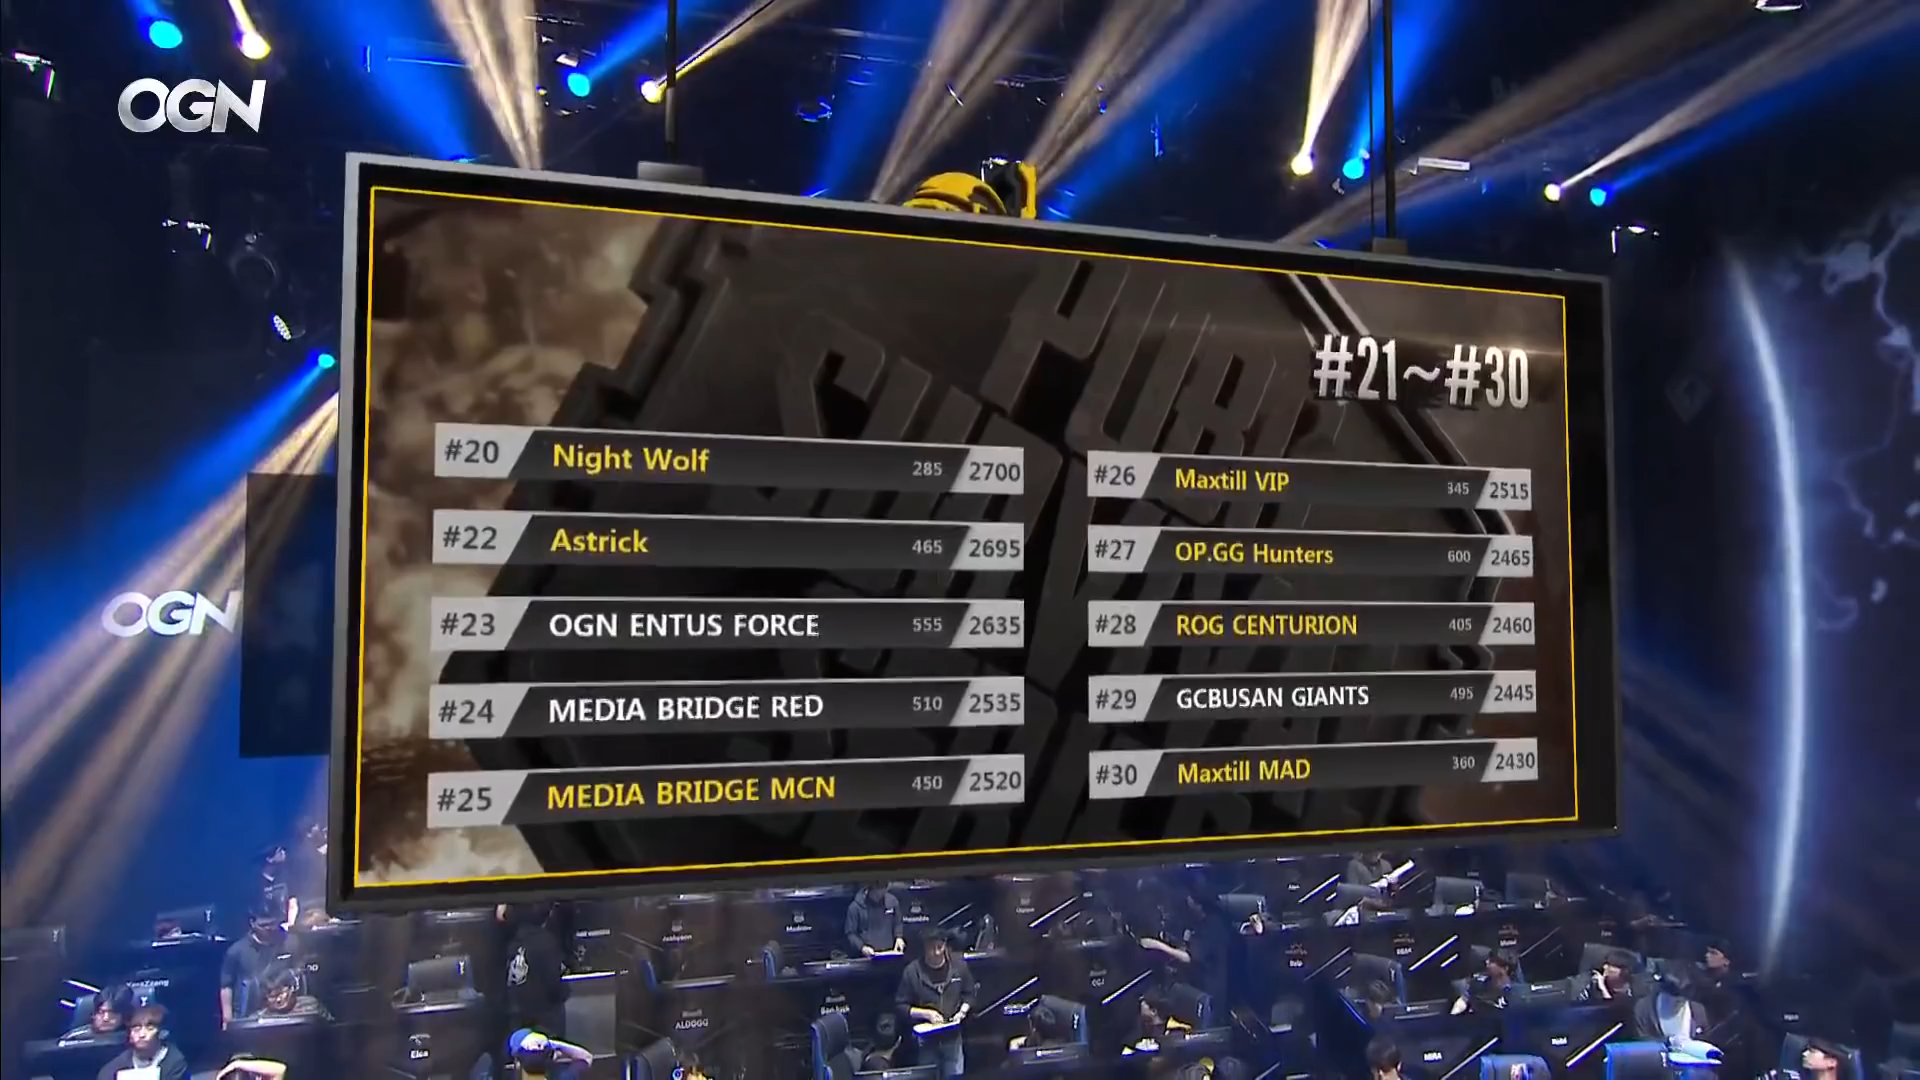 OGN
#21~#30
#20 Night Wolf 285 2700
#22 Astrick 465 2695
#23 OGN ENTUS FORCE 555 2635
#24 MEDIA BRIDGE RED 510 2535
#25 MEDIA BRIDGE MCN 450 2520
#26 Maxtill VIP 345 2515
#27 OP.GG Hunters 600 2465
#28 ROG CENTURION 405 2460
#29 GCBUSAN GIANTS 495 2445
#30 Maxtill MAD 360 2430
OGN